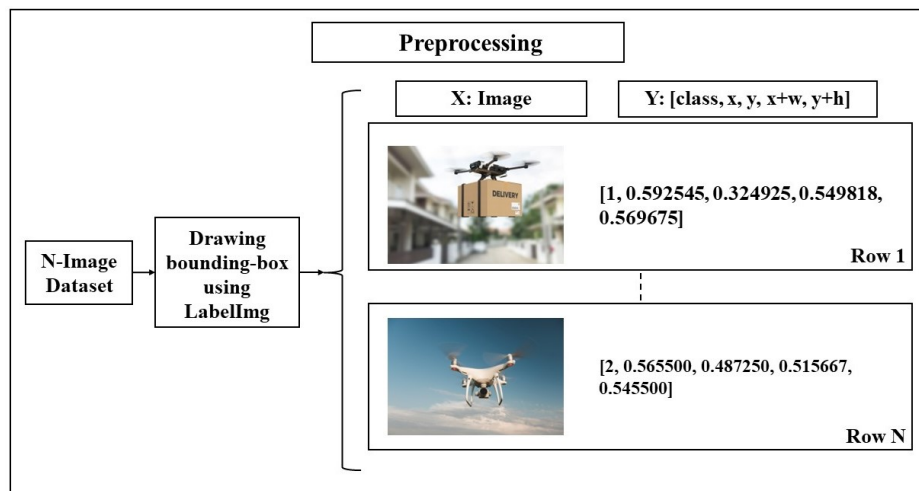 Preprocessing
X: Image
Y: [class, x, y, x+w, y+h]
N-Image
Dataset
Drawing
bounding-box
using
LabelImg
DELIVERY
[1, 0.592545, 0.324925, 0.549818,
0.569675]
Row 1
[2, 0.565500, 0.487250, 0.515667,
0.545500]
Row N